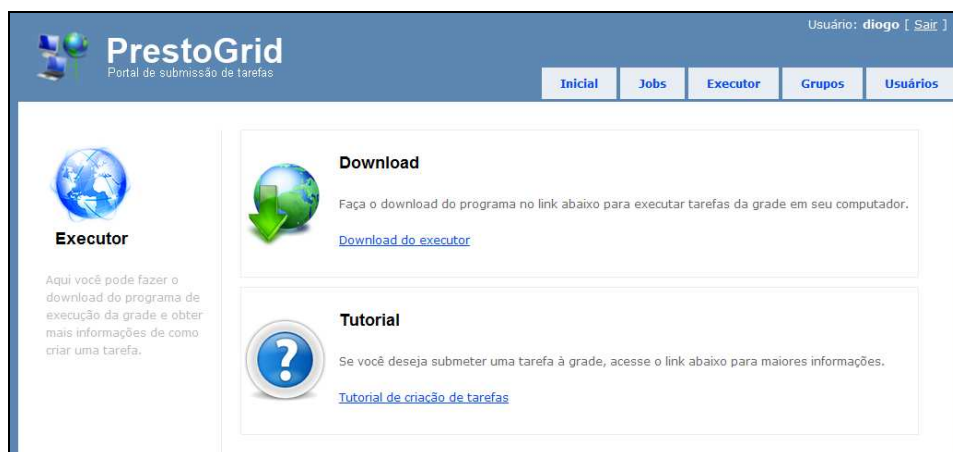 Usuário: diogo [ Sair ]
PrestoGrid
Portal de submissão de tarefas
Inicial Jobs Executor Grupos Usuários
Executor
Aqui você pode fazer o
download do programa de
execução da grade e obter
mais informações de como
criar uma tarefa.
Download
Faça o download do programa no link abaixo para executar tarefas da grade em seu computador.
Download do executor
Tutorial
Se você deseja submeter uma tarefa à grade, acesse o link abaixo para maiores informações.
Tutorial de criação de tarefas